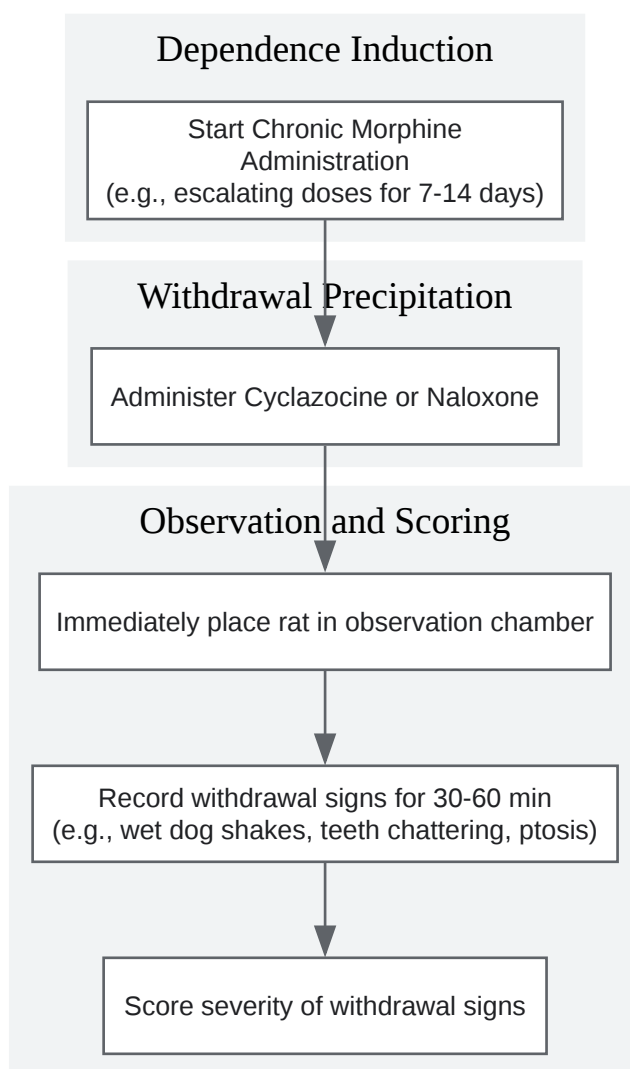 Dependence Induction
Start Chronic Morphine
Administration
(e.g., escalating doses for 7-14 days)
Withdrawal Precipitation
Administer Cyclazocine or Naloxone
Observation and Scoring
Immediately place rat in observation chamber
Record withdrawal signs for 30-60 min
(e.g., wet dog shakes, teeth chattering, ptosis)
Score severity of withdrawal signs